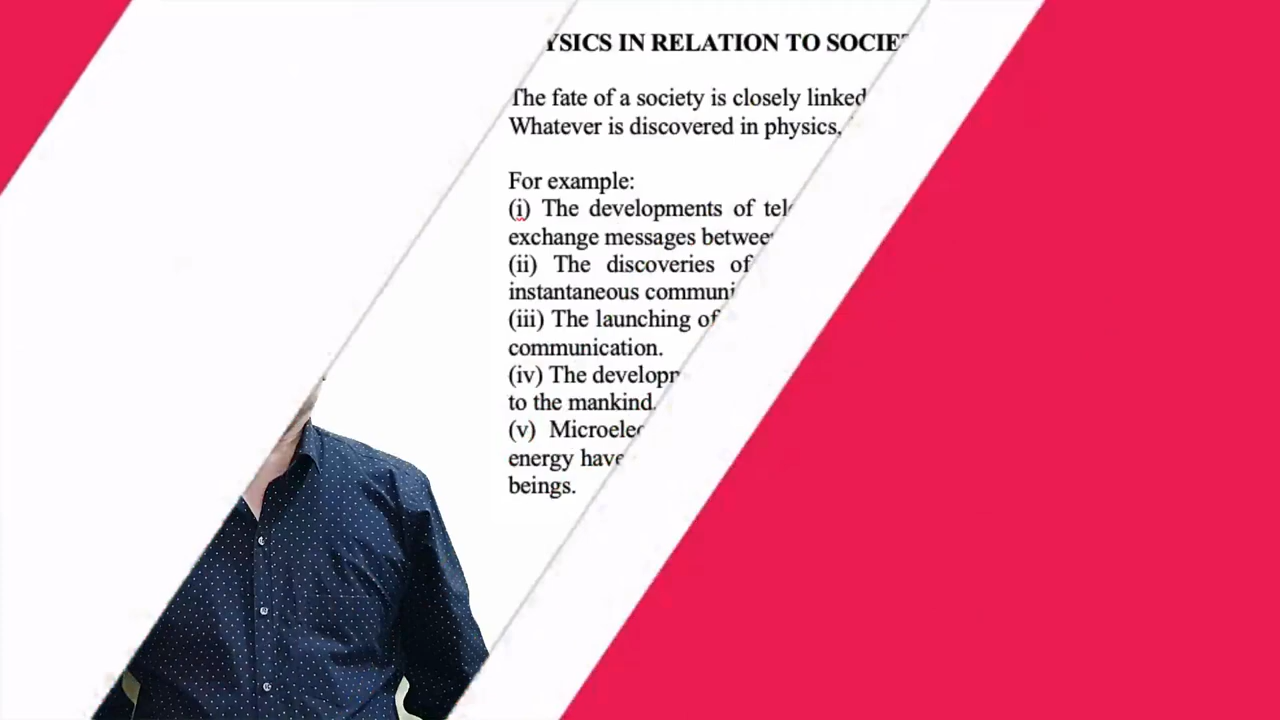 YSICS IN RELATION TO SOCIE
The fate of a society is closely linked
Whatever is discovered in physics,
For example:
(i) The developments of tel
exchange messages betwee
(ii) The discoveries of
instantaneous communi
(iii) The launching of
communication.
(iv) The develop
to the mankind.
(v) Microele
energy have
beings.